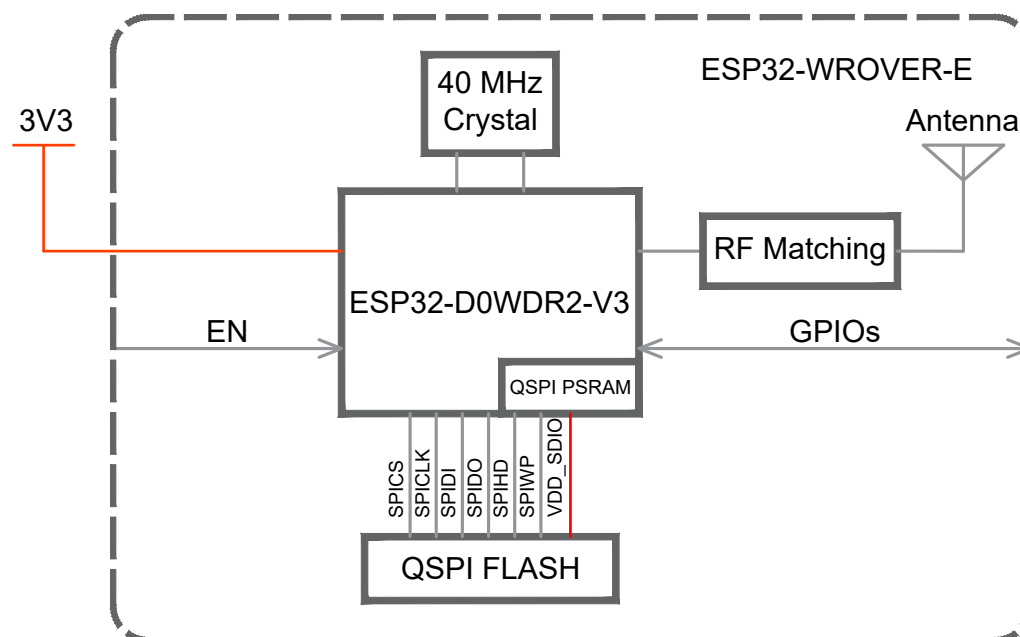 40 MHz
Crystal
ESP32-WROVER-E
3V3
Antenna
RF Matching
ESP32-D0WDR2-V3
EN
GPIOs
QSPI PSRAM
SPICS
SPICLK
SPIDI
SPIDO
SPIHD
SPIWP
VDD_SDIO
QSPI FLASH